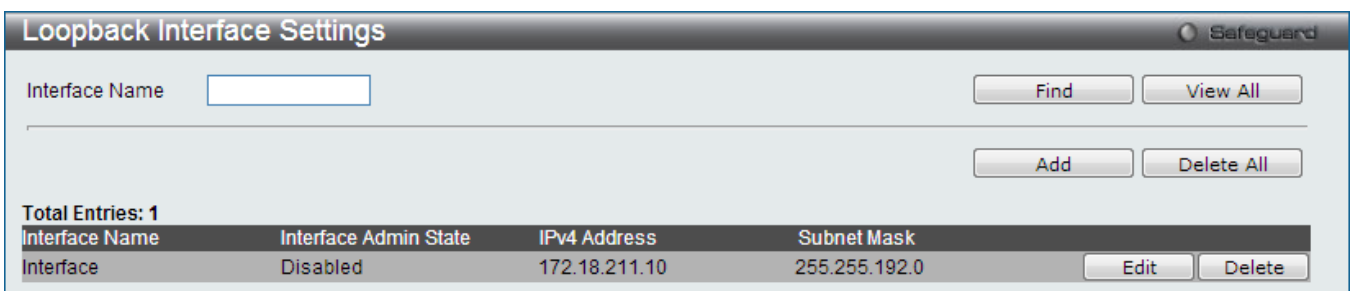 Loopback Interface Settings Safeguard
Interface Name Find View All
Add Delete All
Total Entries: 1
Interface Name Interface Admin State IPv4 Address Subnet Mask
Interface Disabled 172.18.211.10 255.255.192.0 Edit Delete